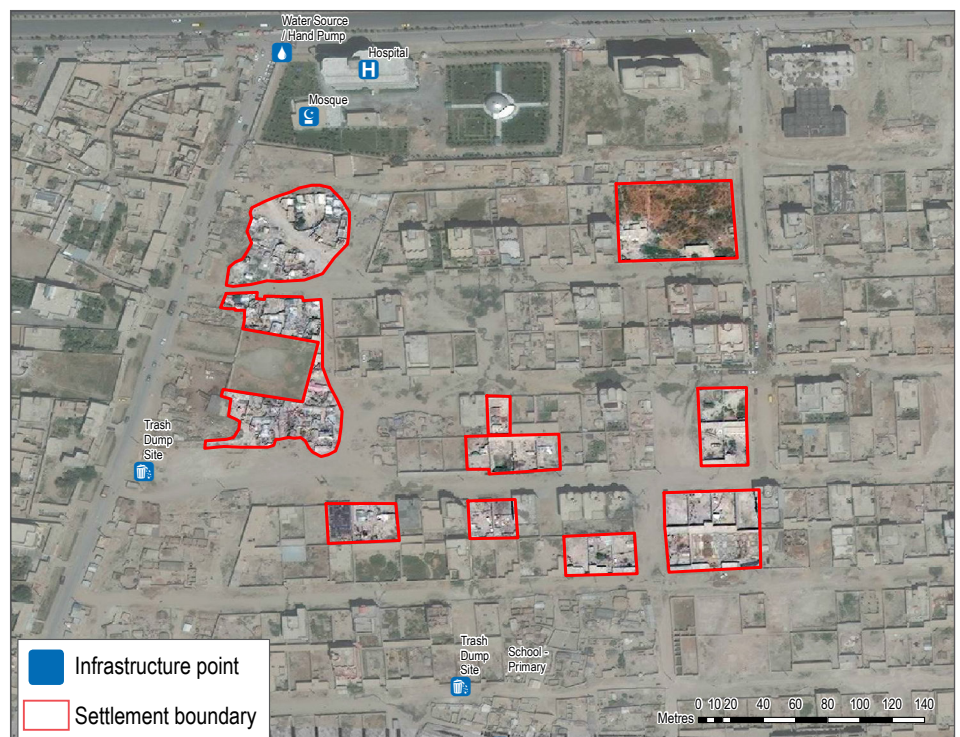 Water Source
/ Hand Pump
Hospital
H
Mosque
Trash
Dump
Site
Trash
Dump
Site
School -
Primary
Infrastructure point
Settlement boundary
Metres
0 10 20 40 60 80 100 120 140